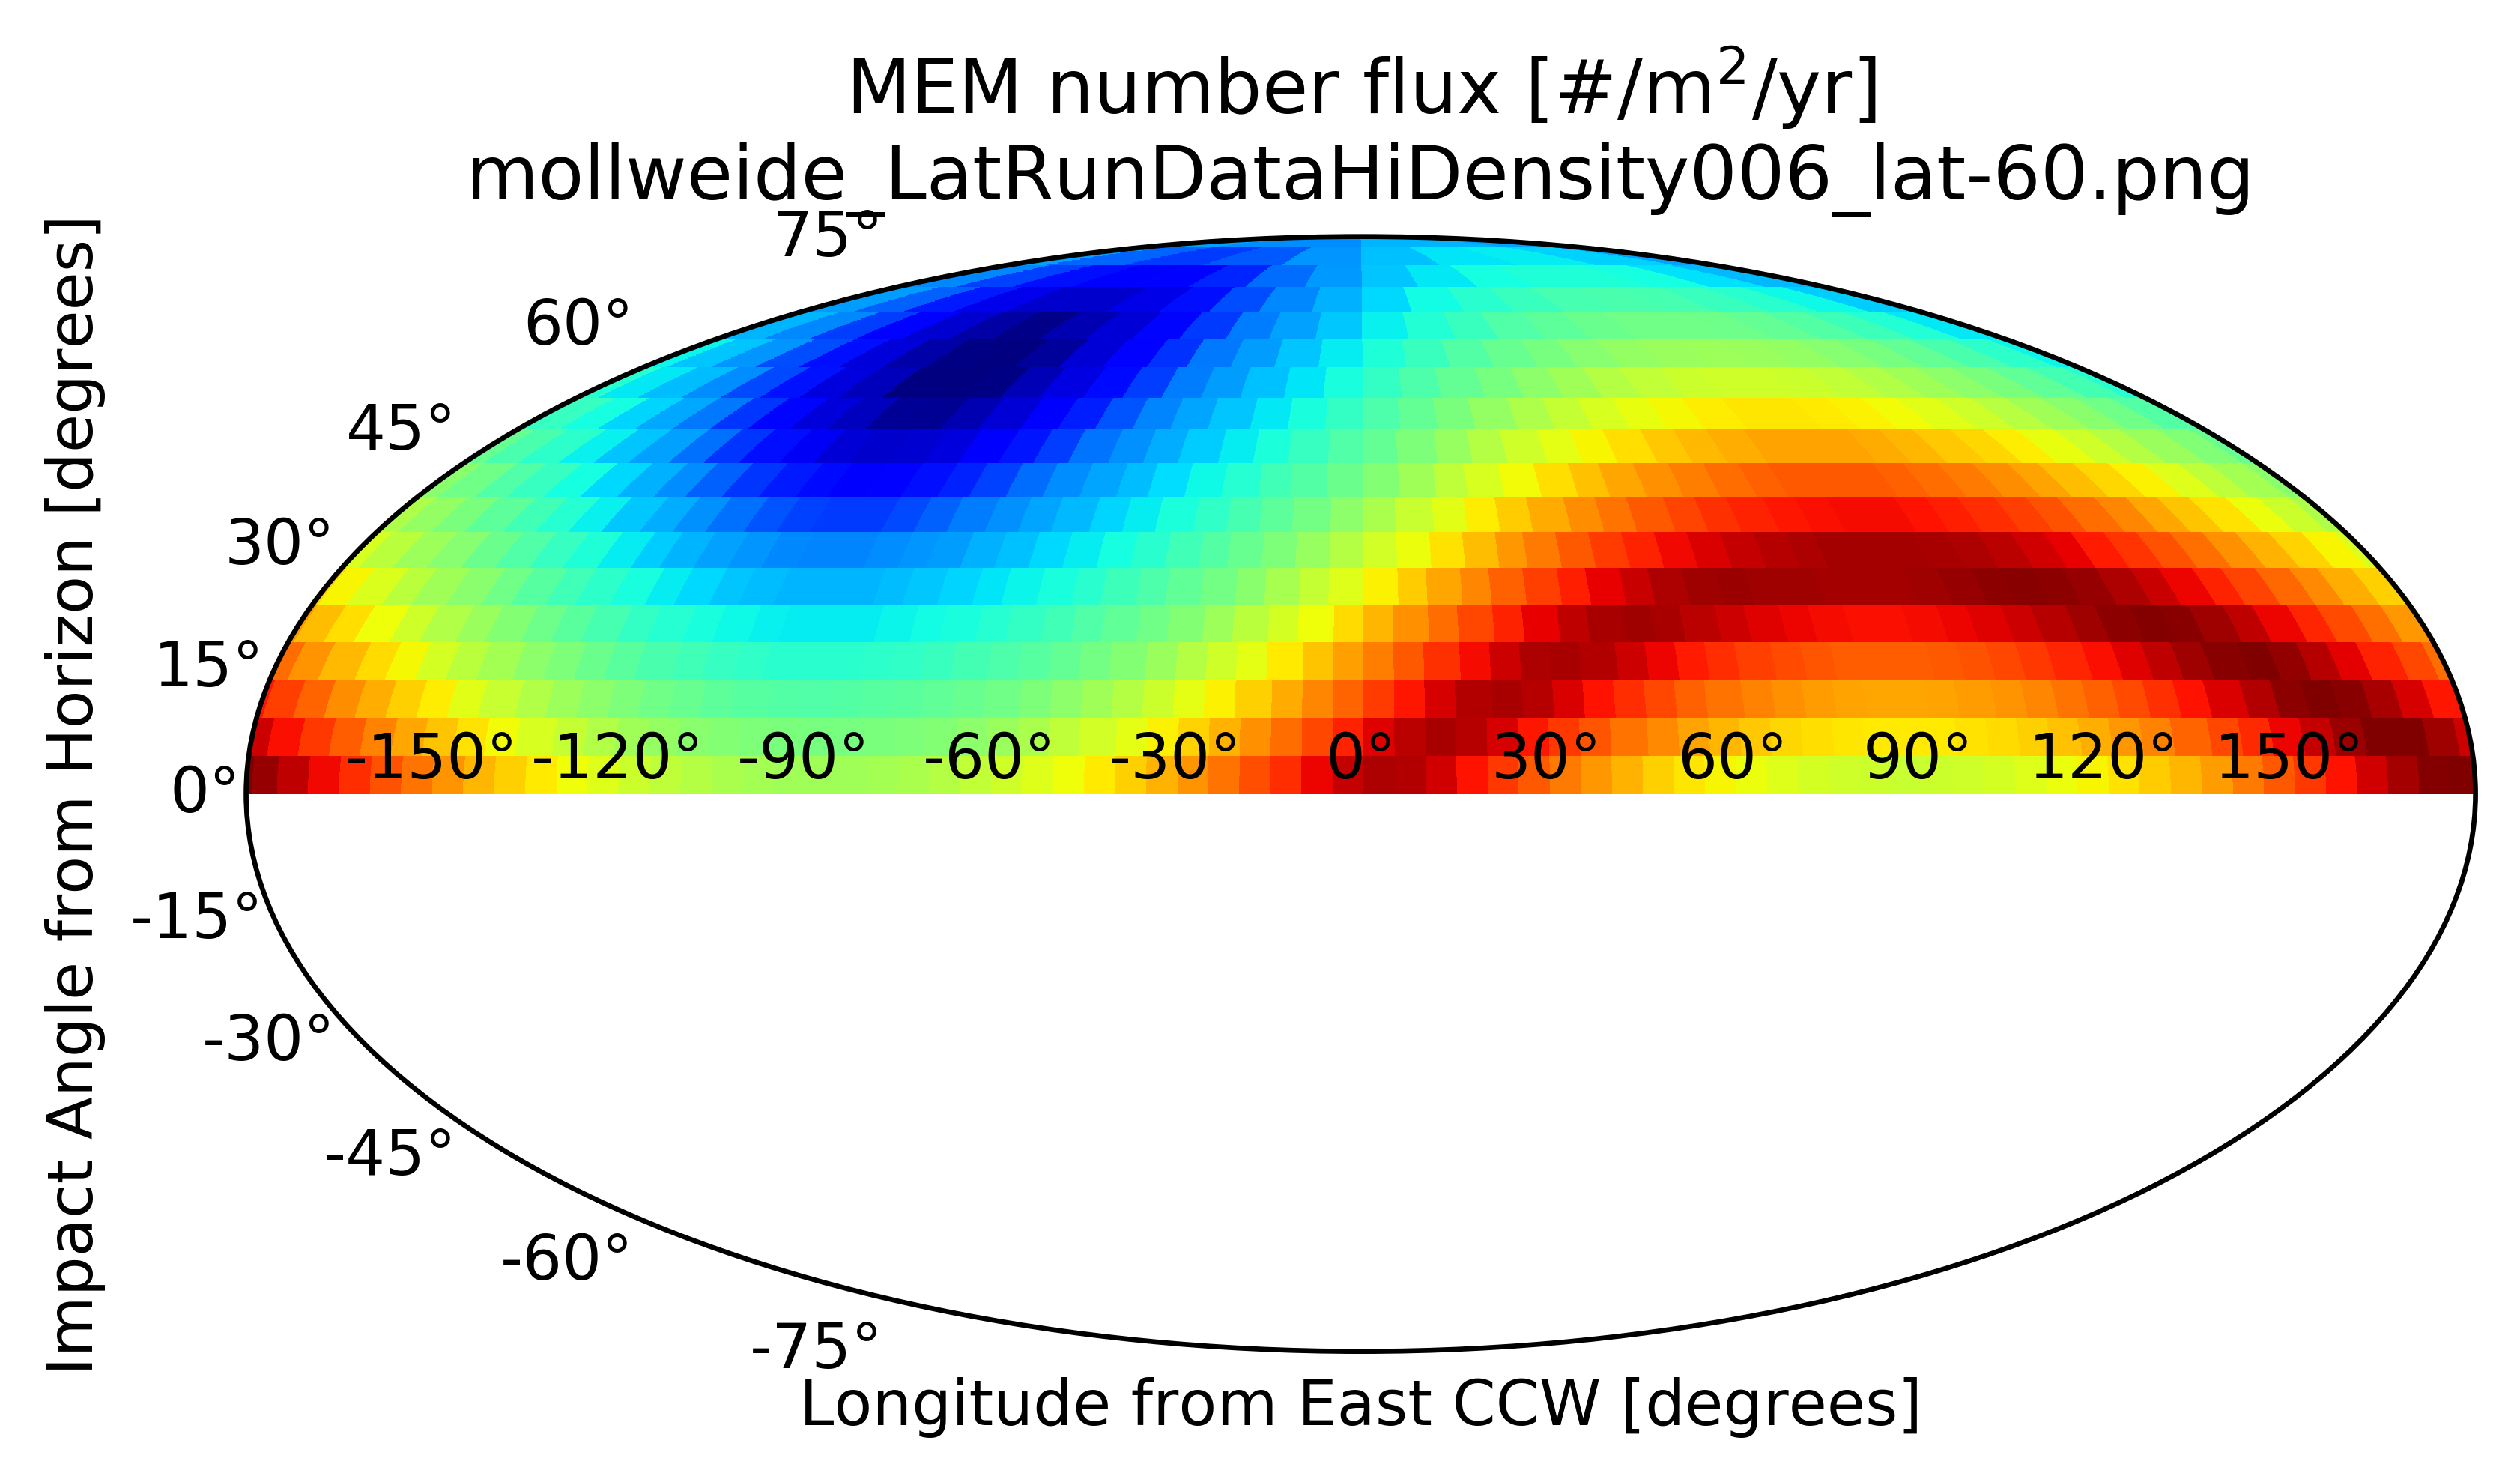 MEM number flux [#/m²/yr]
mollweide_LatRunDataHiDensity006_lat-60.png
75°
60°
45°
30°
15°
0°
-150° -120° -90° -60° -30° 0° 30° 60° 90° 120° 150°
-15°
-30°
-45°
-60°
-75°
Impact Angle from Horizon [degrees]
Longitude from East CCW [degrees]